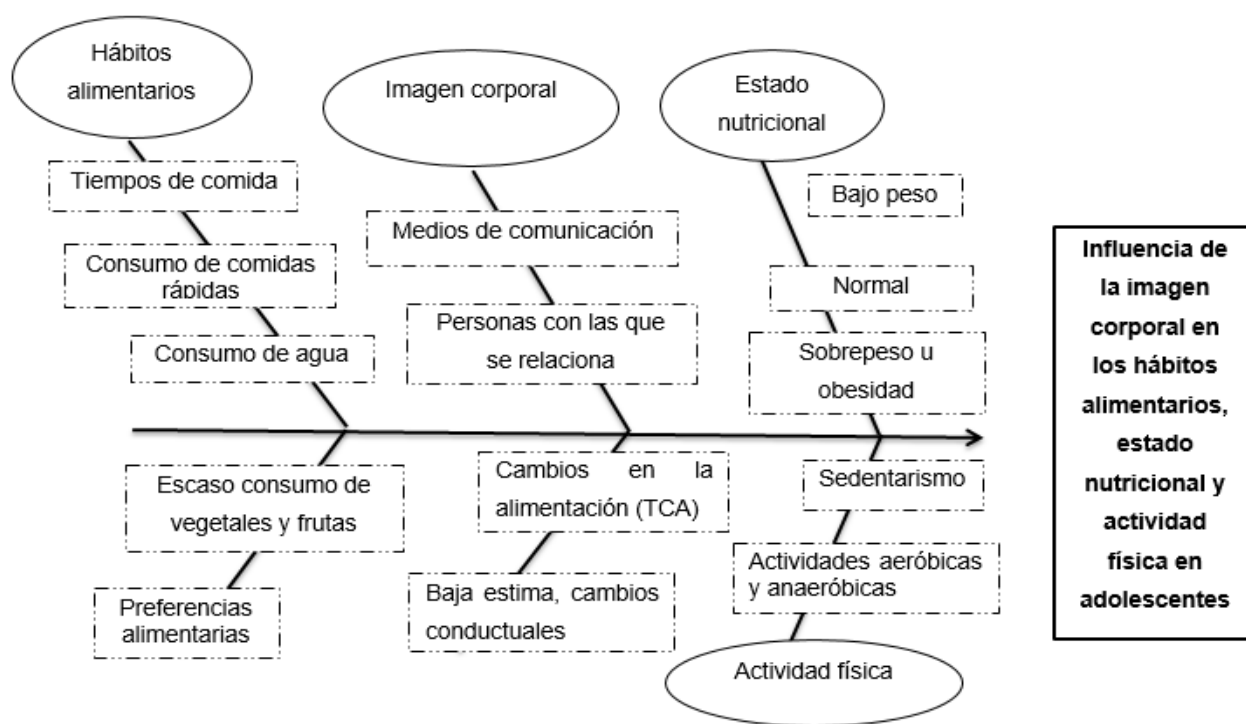 Hábitos
alimentarios
Tiempos de comida
Consumo de comidas
rápidas
Consumo de agua
Escaso consumo de
vegetales y frutas
Preferencias
alimentarias
Imagen corporal
Medios de comunicación
Personas con las que
se relaciona
Cambios en la
alimentación (TCA)
Baja estima, cambios
conductuales
Estado
nutricional
Bajo peso
Normal
Sobrepeso u
obesidad
Sedentarismo
Actividades aeróbicas
y anaeróbicas
Actividad física
Influencia de
la imagen
corporal en
los hábitos
alimentarios,
estado
nutricional y
actividad
física en
adolescentes